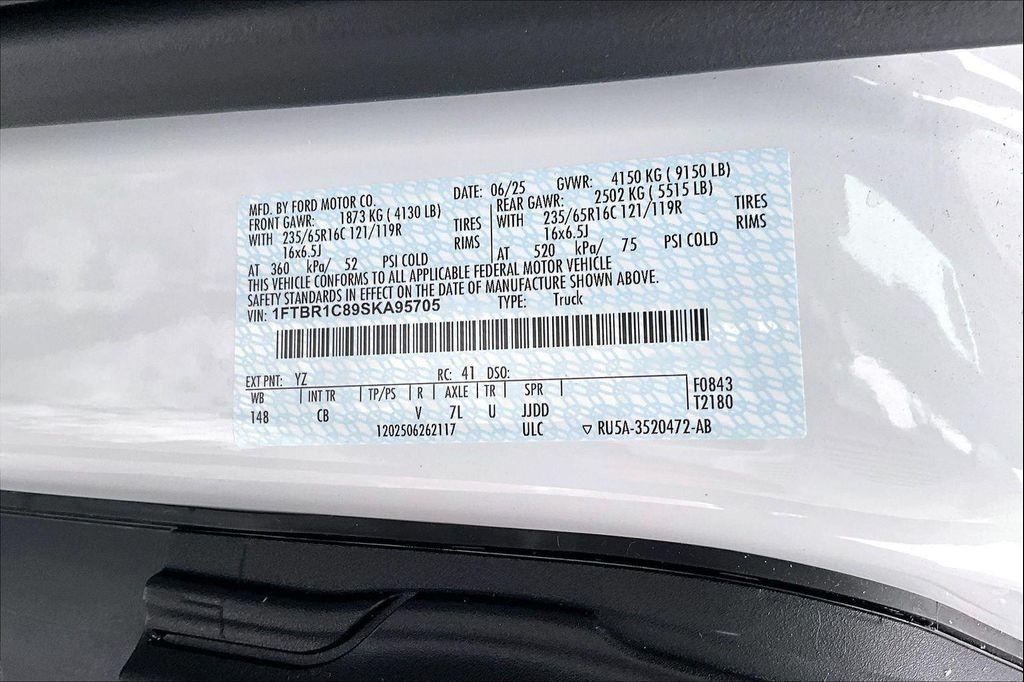 MFD. BY FORD MOTOR CO. DATE: 06/25 GVWR: 4150 KG ( 9150 LB)
FRONT GAWR: 1873 KG ( 4130 LB) REAR GAWR: 2502 KG ( 5515 LB)
WITH 235/65R16C 121/119R TIRES WITH 235/65R16C 121/119R TIRES
16x6.5J RIMS 16x6.5J RIMS
AT 360 kPa/ 52 PSI COLD AT 520 kPa/ 75 PSI COLD
THIS VEHICLE CONFORMS TO ALL APPLICABLE FEDERAL MOTOR VEHICLE
SAFETY STANDARDS IN EFFECT ON THE DATE OF MANUFACTURE SHOWN ABOVE.
VIN: 1FTBR1C89SKA95705 TYPE: Truck
EXT PNT: YZ RC: 41 DSO:
WB INT TR TP/PS R AXLE TR SPR F0843
148 CB V 7L U JJDD T2180
1202506262117 ULC ▽ RU5A-3520472-AB